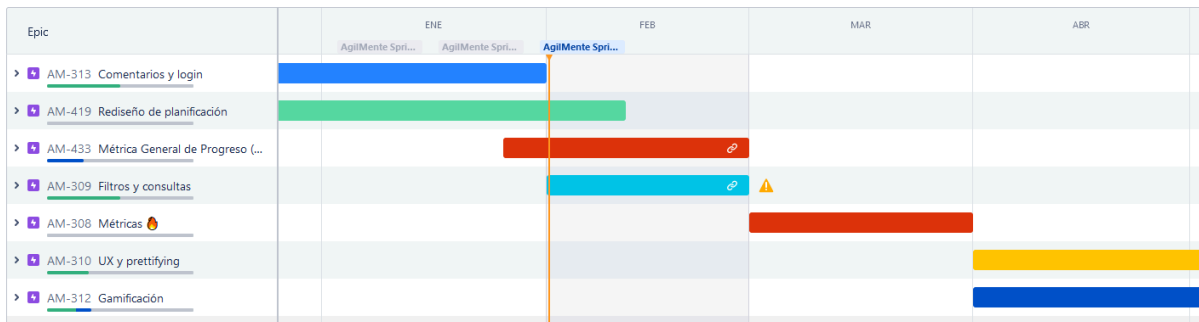 Epic
ENE
FEB
MAR
ABR
AgilMente Spri...
AgilMente Spri...
AgilMente Spri...
AM-313 Comentarios y login
AM-419 Rediseño de planificación
AM-433 Métrica General de Progreso (...
AM-309 Filtros y consultas
AM-308 Métricas
AM-310 UX y prettifying
AM-312 Gamificación